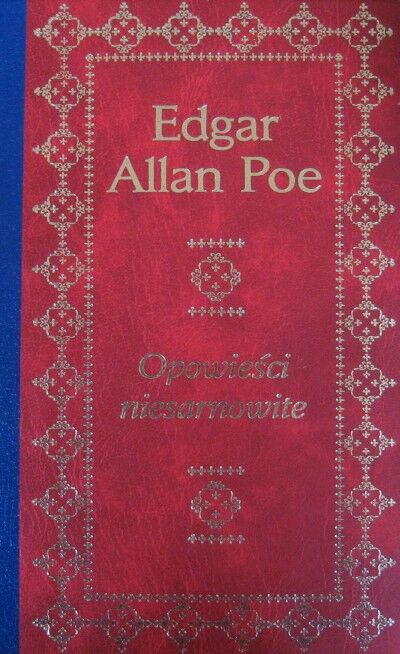 Edgar
Allan Poe
Opowieści
niesamowite